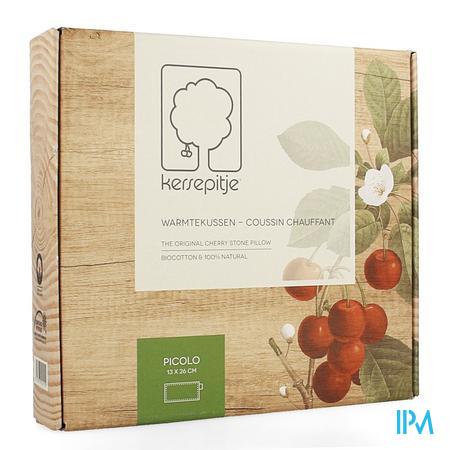 kersepitje®
WARMTEKUSSEN - COUSSIN CHAUFFANT
THE ORIGINAL CHERRY STONE PILLOW
BIOCOTTON & 100% NATURAL
PICOLO
13 X 26 CM
IPM